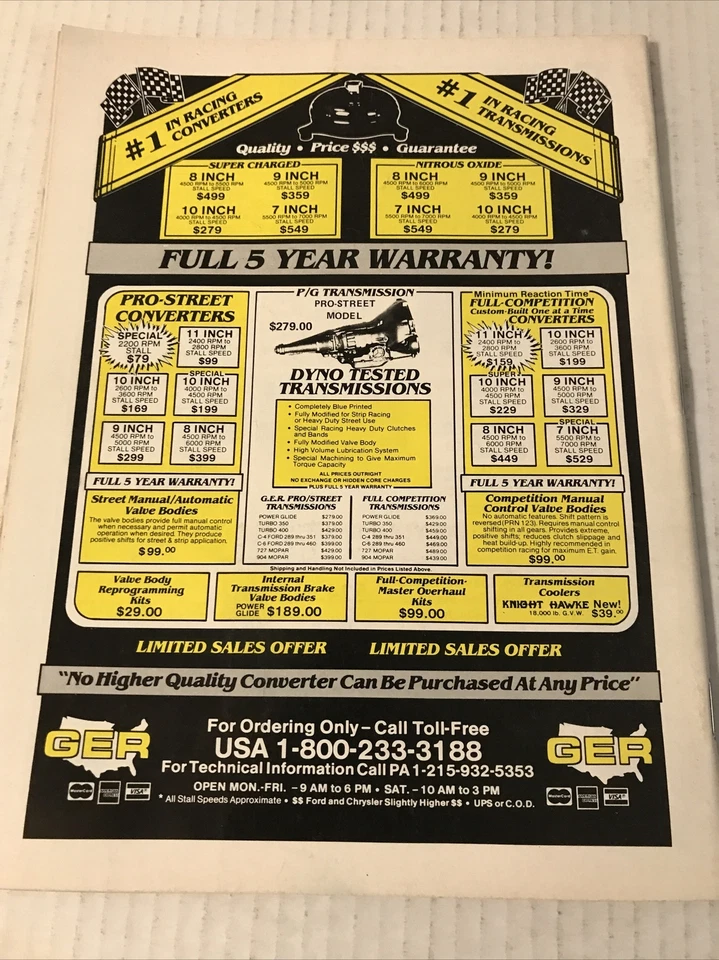 #1 IN RACING
CONVERTERS
#1 IN RACING
TRANSMISSIONS
Quality • Price $$$ • Guarantee
SUPER CHARGED
8 INCH
4500 RPM to 5500 RPM
STALL SPEED
$499
9 INCH
4500 RPM to 5000 RPM
STALL SPEED
$359
10 INCH
4000 RPM to 4500 RPM
STALL SPEED
$279
7 INCH
5500 RPM to 7000 RPM
STALL SPEED
$549
NITROUS OXIDE
8 INCH
4500 RPM to 6000 RPM
STALL SPEED
$499
9 INCH
4500 RPM to 5000 RPM
STALL SPEED
$359
7 INCH
5500 RPM to 7000 RPM
STALL SPEED
$549
10 INCH
4000 RPM to 4500 RPM
STALL SPEED
$279
FULL 5 YEAR WARRANTY!
PRO-STREET
CONVERTERS
SPECIAL
2200 RPM
STALL
$79
11 INCH
2400 RPM to
2800 RPM
STALL SPEED
$99
10 INCH
2600 RPM to
3600 RPM
STALL SPEED
$169
SPECIAL
10 INCH
4000 RPM to
4500 RPM
STALL SPEED
$199
9 INCH
4500 RPM to
5000 RPM
STALL SPEED
$299
8 INCH
4500 RPM to
6000 RPM
STALL SPEED
$399
FULL 5 YEAR WARRANTY!
Street Manual/Automatic
Valve Bodies
The valve bodies provide full manual control
when necessary and permit automatic
operation when desired. They produce
positive shifts for street & strip application.
$99.00
P/G TRANSMISSION
PRO-STREET
MODEL
$279.00
DYNO TESTED
TRANSMISSIONS
• Completely Blue Printed
• Fully Modified for Strip Racing
or Heavy Duty Street Use
• Special Racing Heavy Duty Clutches
and Bands
• Fully Modified Valve Body
• High Volume Lubrication System
• Special Machining to Give Maximum
Torque Capacity
ALL PRICES OUTRIGHT
NO EXCHANGE OR HIDDEN CORE CHARGES
PLUS FULL 5 YEAR WARRANTY
G.E.R. PRO/STREET
TRANSMISSIONS
POWER GLIDE $279.00
TURBO 350 $379.00
TURBO 400 $429.00
C-4 FORD 289 thru 351 $379.00
C-6 FORD 289 thru 460 $399.00
727 MOPAR $429.00
904 MOPAR $399.00
FULL COMPETITION
TRANSMISSIONS
POWER GLIDE $369.00
TURBO 350 $429.00
TURBO 400 $459.00
C-4 289 thru 351 $449.00
C-6 289 thru 460 $469.00
727 MOPAR $489.00
904 MOPAR $439.00
Shipping and Handling Not Included in Prices Listed Above.
Minimum Reaction Time
FULL-COMPETITION
Custom-Built One at a Time
CONVERTERS
11 INCH
2400 RPM to
2800 RPM
STALL SPEED
$159
10 INCH
2600 RPM to
3600 RPM
STALL SPEED
$199
SUPER
10 INCH
4000 RPM to
4500 RPM
STALL SPEED
$229
9 INCH
4500 RPM to
5000 RPM
STALL SPEED
$329
8 INCH
4500 RPM to
6000 RPM
STALL SPEED
$449
SPECIAL
7 INCH
5500 RPM to
7000 RPM
STALL SPEED
$529
FULL 5 YEAR WARRANTY!
Competition Manual
Control Valve Bodies
No automatic features. Shift pattern is
reversed (PRN 123). Requires manual control
shifting in all gears. Provides extreme,
positive shifts; reduces clutch slippage and
heat build-up. Highly recommended in
competition racing for maximum E.T. gain.
$99.00
Valve Body
Reprogramming
Kits
$29.00
Internal
Transmission Brake
Valve Bodies
POWER
GLIDE $189.00
Full-Competition-
Master Overhaul
Kits
$99.00
Transmission
Coolers
KNIGHT HAWKE New!
18,000 lb. G.V.W. $39.00
LIMITED SALES OFFER LIMITED SALES OFFER
"No Higher Quality Converter Can Be Purchased At Any Price"
GER
GER
For Ordering Only – Call Toll-Free
USA 1-800-233-3188
For Technical Information Call PA 1-215-932-5353
OPEN MON.-FRI. – 9 AM to 6 PM • SAT. – 10 AM to 3 PM
* All Stall Speeds Approximate • $$ Ford and Chrysler Slightly Higher $$ • UPS or C.O.D.
MasterCard
VISA
MasterCard
VISA